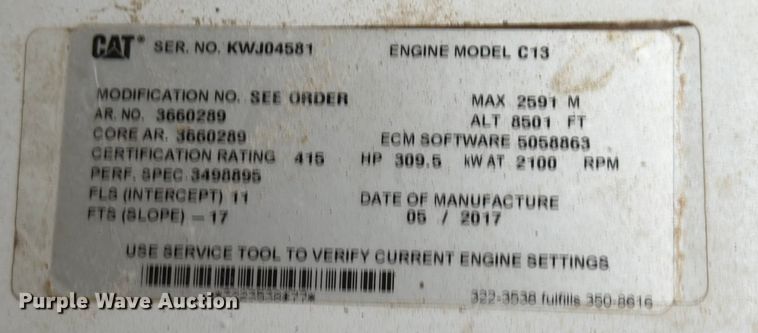 CAT® SER. NO. KWJ04581 ENGINE MODEL C13
MODIFICATION NO. SEE ORDER MAX 2591 M
AR. NO. 3660289 ALT 8501 FT
CORE AR. 3660289 ECM SOFTWARE 5058863
CERTIFICATION RATING 415 HP 309.5 kW AT 2100 RPM
PERF. SPEC 3498895
FLS (INTERCEPT) 11 DATE OF MANUFACTURE
FTS (SLOPE) -17 05 / 2017
USE SERVICE TOOL TO VERIFY CURRENT ENGINE SETTINGS
322-3538 fulfills 350-8616
Purple Wave Auction